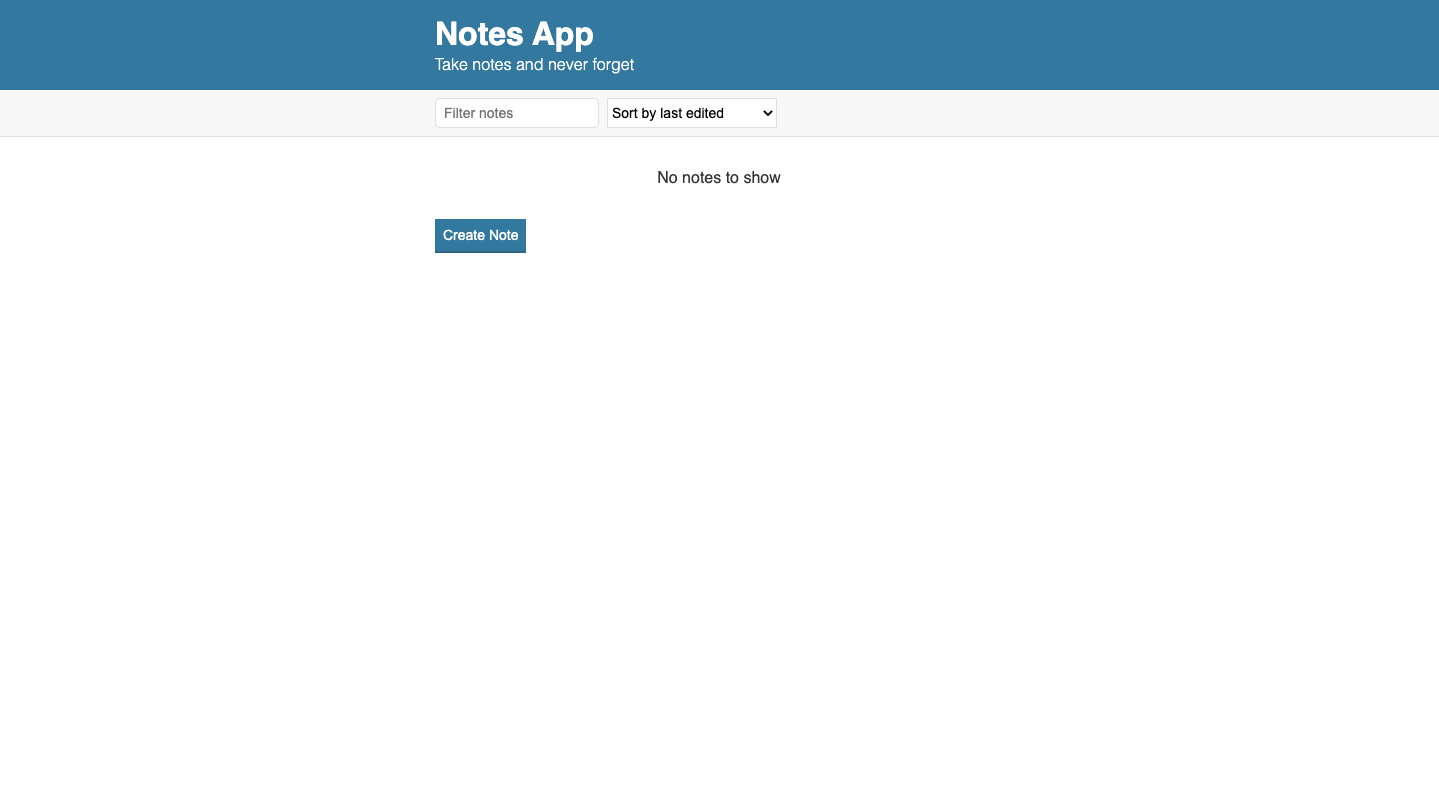 Notes App
Take notes and never forget
Filter notes Sort by last edited
No notes to show
Create Note